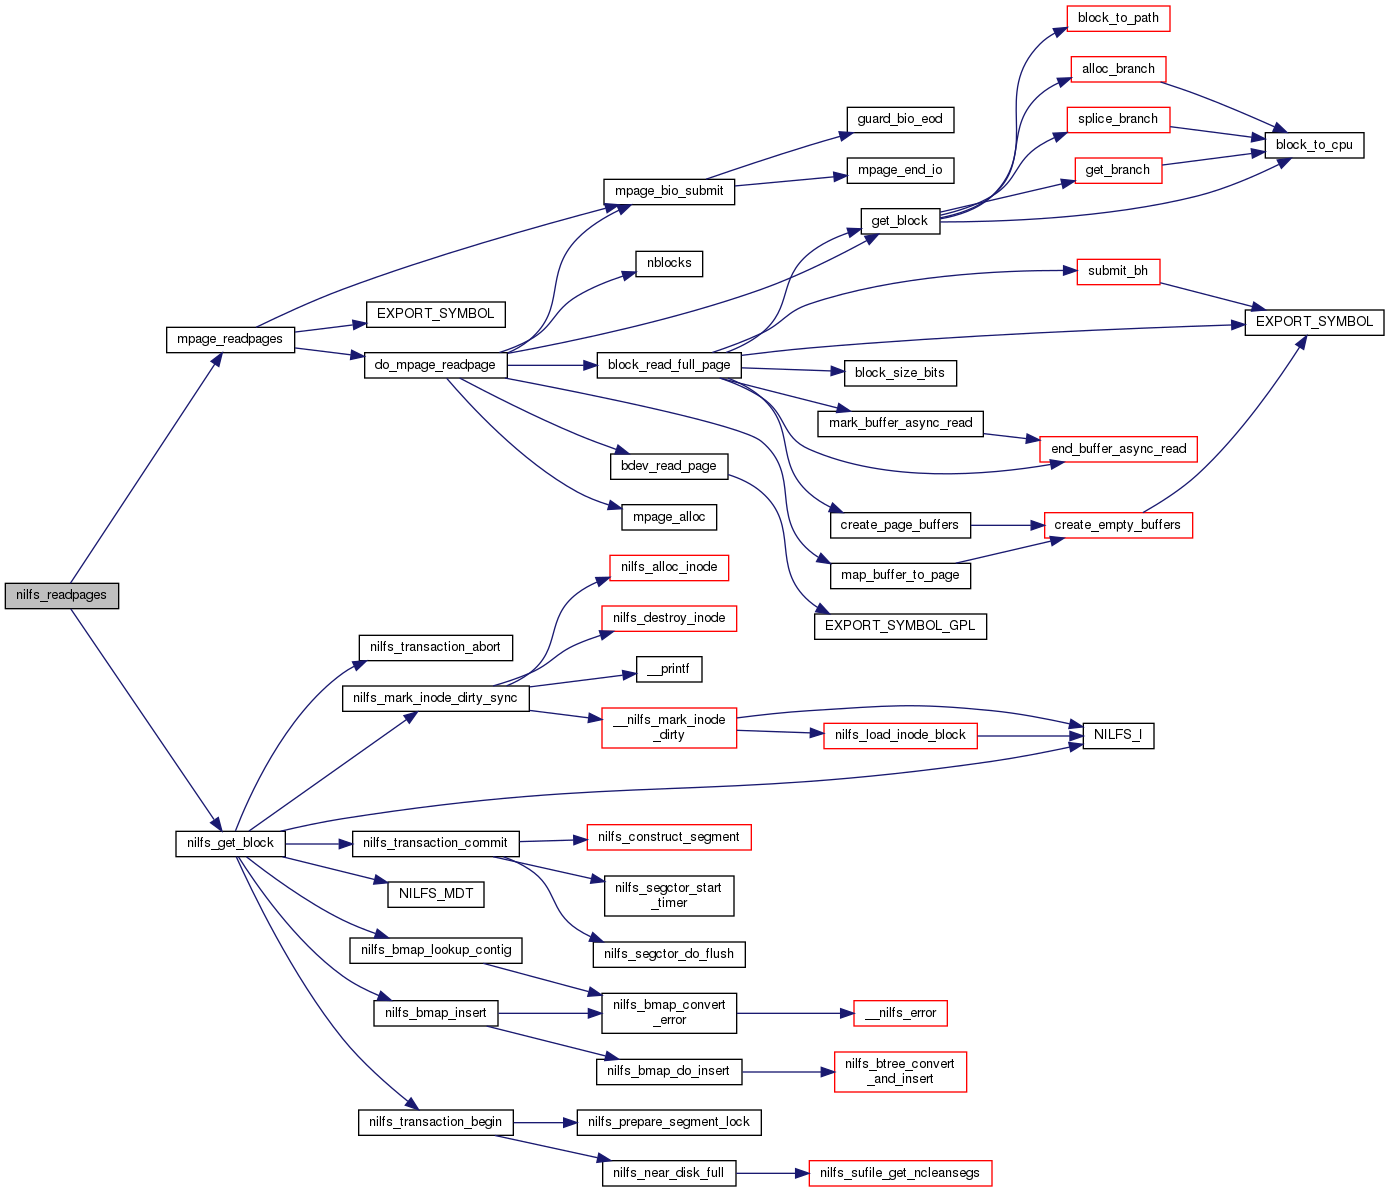 block_to_path
alloc_branch
guard_bio_eod
splice_branch
block_to_cpu
mpage_end_io
get_branch
mpage_bio_submit
get_block
nblocks
submit_bh
EXPORT_SYMBOL
EXPORT_SYMBOL
mpage_readpages
do_mpage_readpage
block_read_full_page
block_size_bits
mark_buffer_async_read
end_buffer_async_read
bdev_read_page
mpage_alloc
create_page_buffers
create_empty_buffers
nilfs_alloc_inode
map_buffer_to_page
nilfs_readpages
nilfs_destroy_inode
EXPORT_SYMBOL_GPL
nilfs_transaction_abort
__printf
nilfs_mark_inode_dirty_sync
__nilfs_mark_inode
_dirty
nilfs_load_inode_block
NILFS_I
nilfs_get_block
nilfs_transaction_commit
nilfs_construct_segment
NILFS_MDT
nilfs_segctor_start
_timer
nilfs_bmap_lookup_contig
nilfs_segctor_do_flush
nilfs_bmap_insert
nilfs_bmap_convert
_error
__nilfs_error
nilfs_bmap_do_insert
nilfs_btree_convert
_and_insert
nilfs_transaction_begin
nilfs_prepare_segment_lock
nilfs_near_disk_full
nilfs_sufile_get_ncleansegs